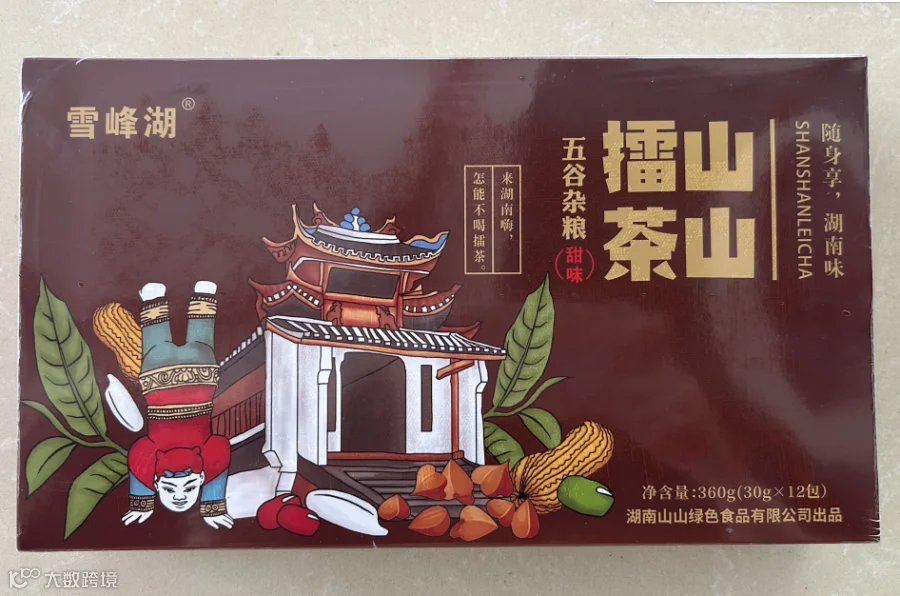 雪峰湖®
随身享，湖南味
SHANSHANLEICHA
山山
擂茶
五谷杂粮
（甜味）
来湖南嗨，
怎能不喝擂茶。
净含量:360g(30g×12包)
湖南山山绿色食品有限公司出品
大数跨境